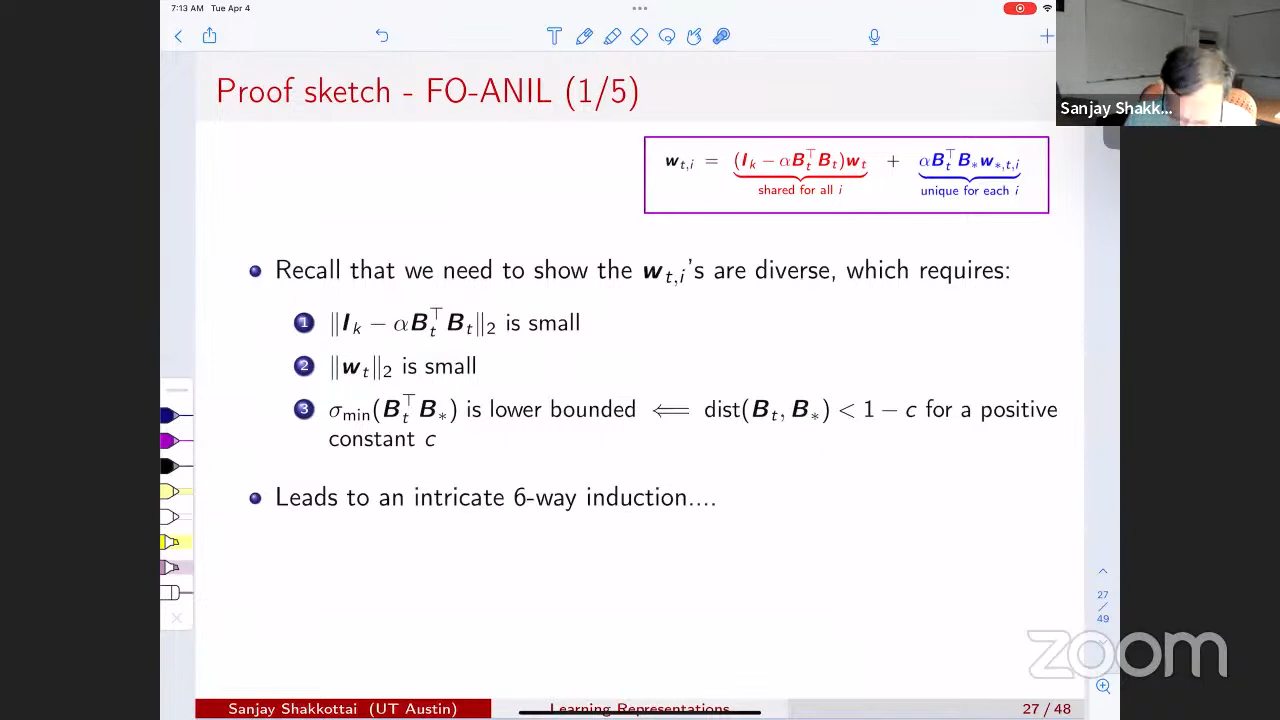 7:13 AM Tue Apr 4
Proof sketch - FO-ANIL (1/5)
Sanjay Shakk...
w_{t,i} = (I_k − αB_t^⊤B_t)w_t + αB_t^⊤B_*w_{*,t,i}
shared for all i unique for each i
Recall that we need to show the w_{t,i}'s are diverse, which requires:
1 ‖I_k − αB_t^⊤B_t‖_2 is small
2 ‖w_t‖_2 is small
3 σ_min(B_t^⊤B_*) is lower bounded ⟸ dist(B_t, B_*) < 1 − c for a positive
constant c
Leads to an intricate 6-way induction....
27
/
49
zoom
Sanjay Shakkottai (UT Austin) Learning Representations 27 / 48